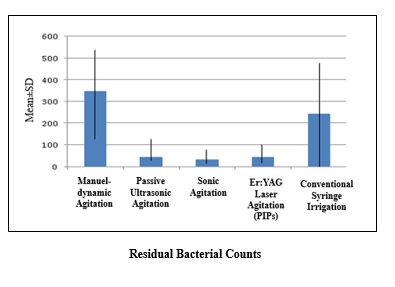 600
500
400
300
200
100
0
Mean±SD
Manuel-
dynamic
Agitation
Passive
Ultrasonic
Agitation
Sonic
Agitation
Er:YAG
Laser
Agitation
(PIPs)
Conventional
Syringe
Irrigation
Residual Bacterial Counts